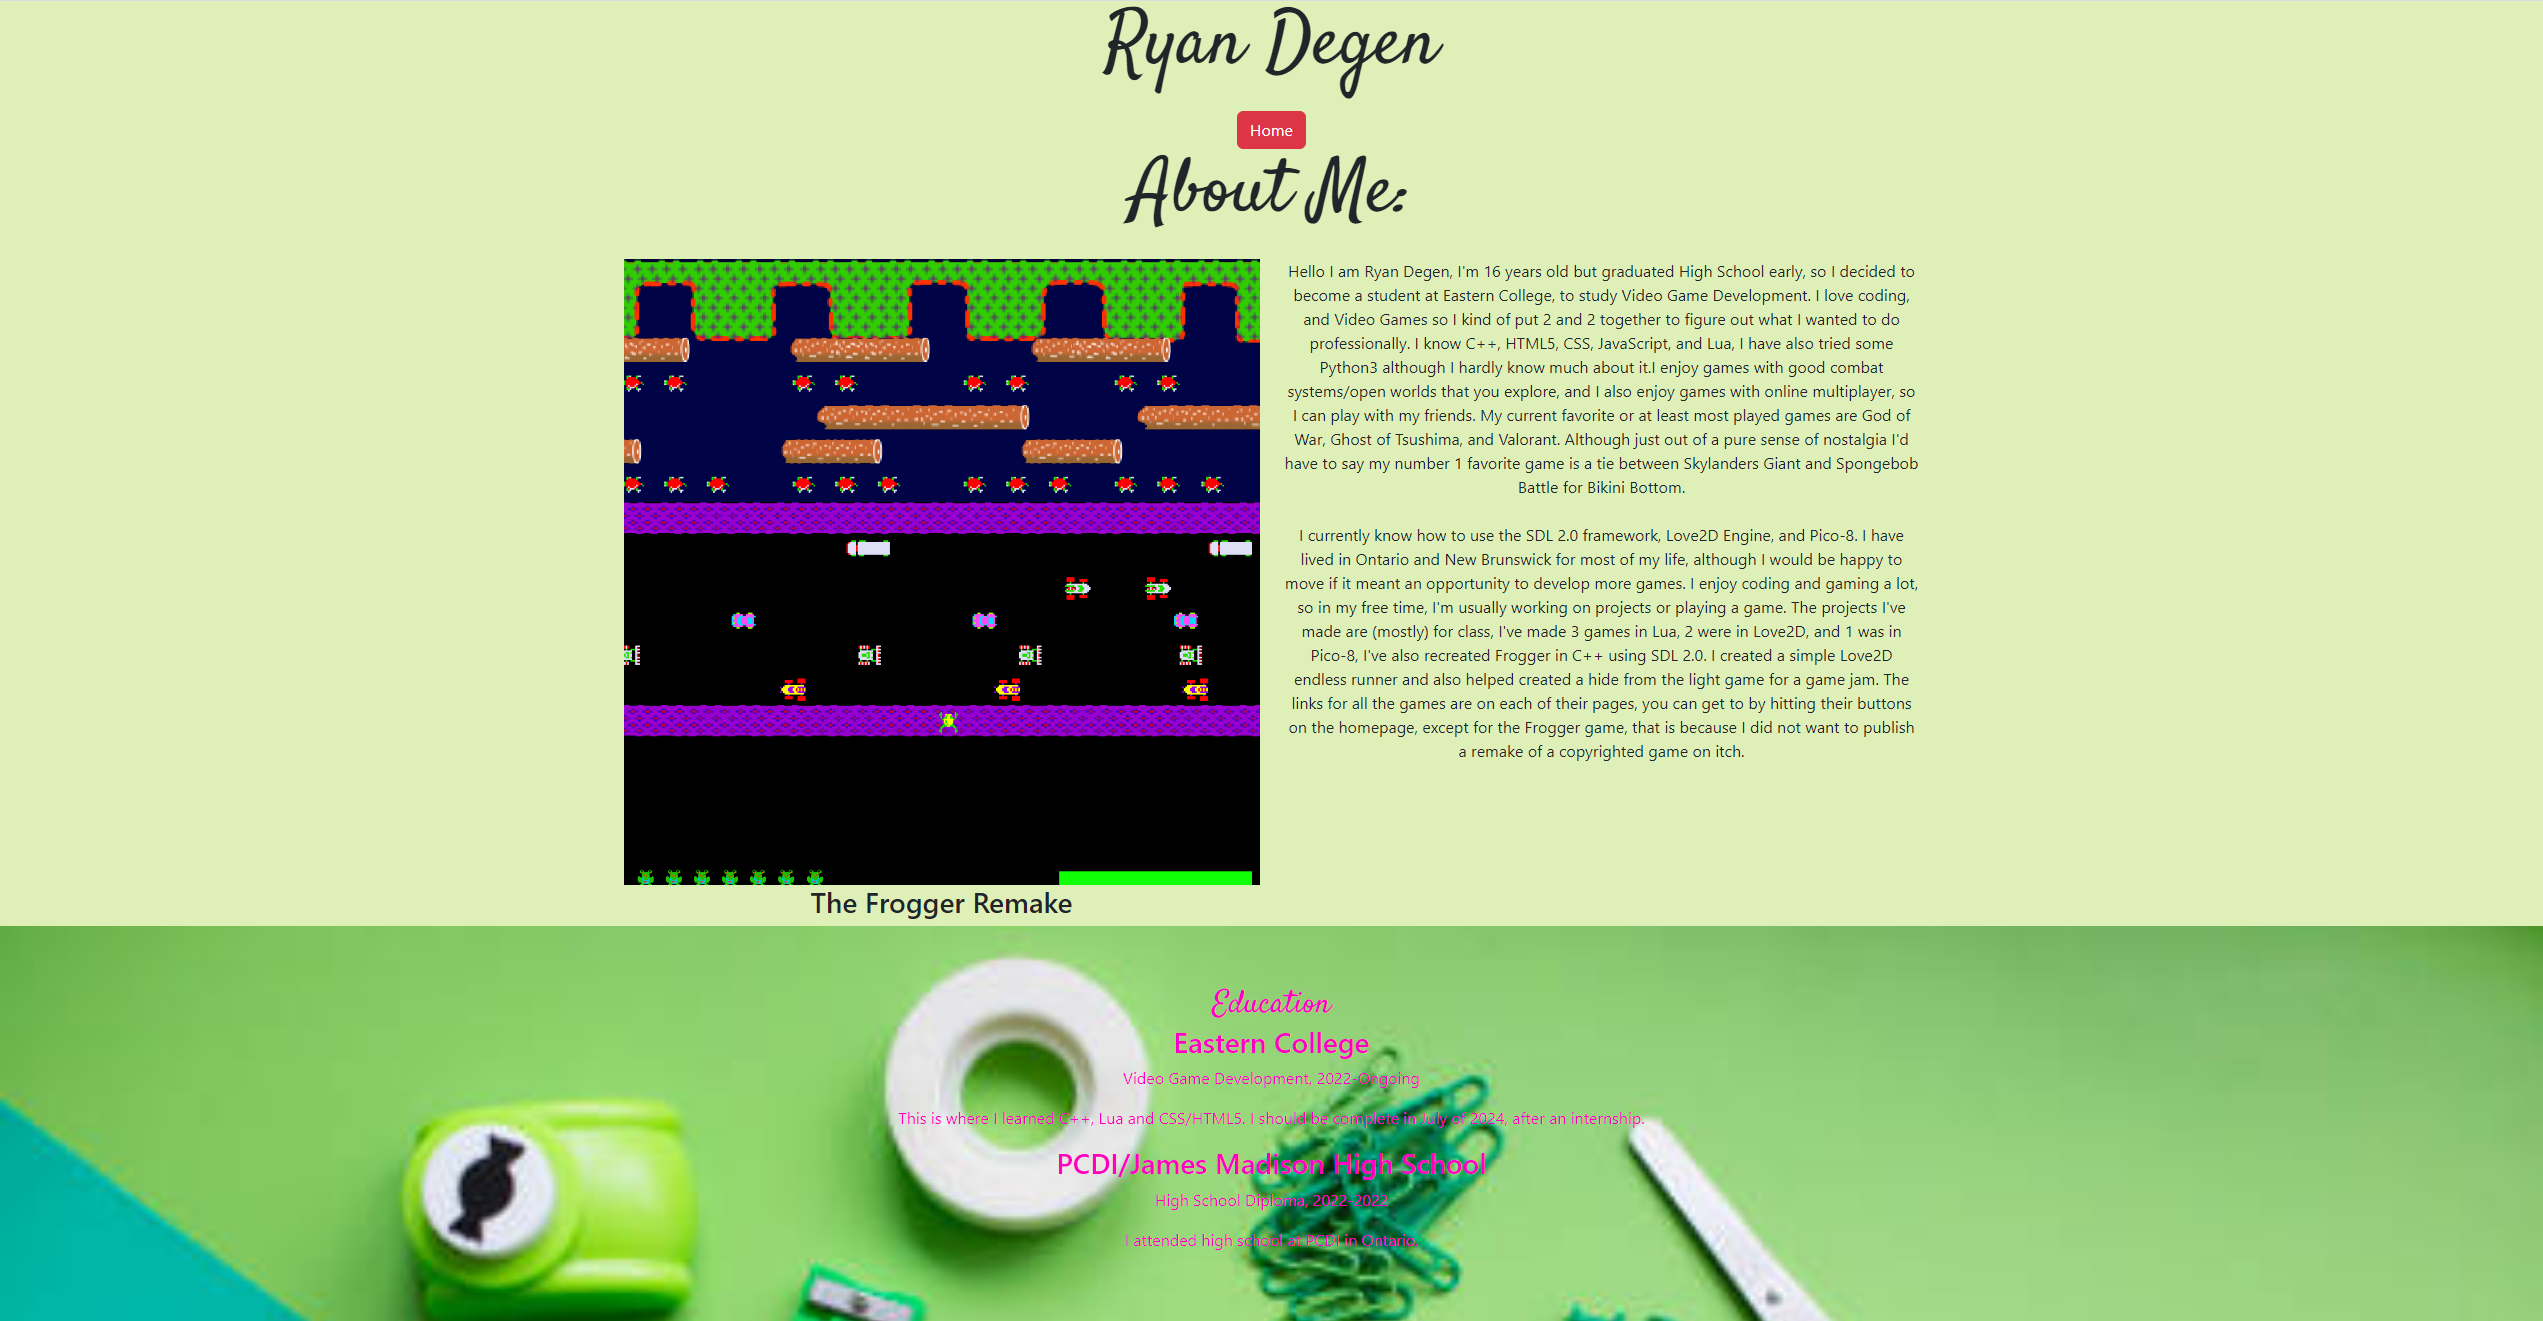 Ryan Degen
Home
About Me:
Hello I am Ryan Degen, I'm 16 years old but graduated High School early, so I decided to
become a student at Eastern College, to study Video Game Development. I love coding,
and Video Games so I kind of put 2 and 2 together to figure out what I wanted to do
professionally. I know C++, HTML5, CSS, JavaScript, and Lua, I have also tried some
Python3 although I hardly know much about it.I enjoy games with good combat
systems/open worlds that you explore, and I also enjoy games with online multiplayer, so
I can play with my friends. My current favorite or at least most played games are God of
War, Ghost of Tsushima, and Valorant. Although just out of a pure sense of nostalgia I'd
have to say my number 1 favorite game is a tie between Skylanders Giant and Spongebob
Battle for Bikini Bottom.
I currently know how to use the SDL 2.0 framework, Love2D Engine, and Pico-8. I have
lived in Ontario and New Brunswick for most of my life, although I would be happy to
move if it meant an opportunity to develop more games. I enjoy coding and gaming a lot,
so in my free time, I'm usually working on projects or playing a game. The projects I've
made are (mostly) for class, I've made 3 games in Lua, 2 were in Love2D, and 1 was in
Pico-8, I've also recreated Frogger in C++ using SDL 2.0. I created a simple Love2D
endless runner and also helped created a hide from the light game for a game jam. The
links for all the games are on each of their pages, you can get to by hitting their buttons
on the homepage, except for the Frogger game, that is because I did not want to publish
a remake of a copyrighted game on itch.
The Frogger Remake
Education
Eastern College
Video Game Development, 2022-Ongoing
This is where I learned C++, Lua and CSS/HTML5. I should be complete in July of 2024, after an internship.
PCDI/James Madison High School
High School Diploma, 2022-2022
I attended high school at PCDI in Ontario.